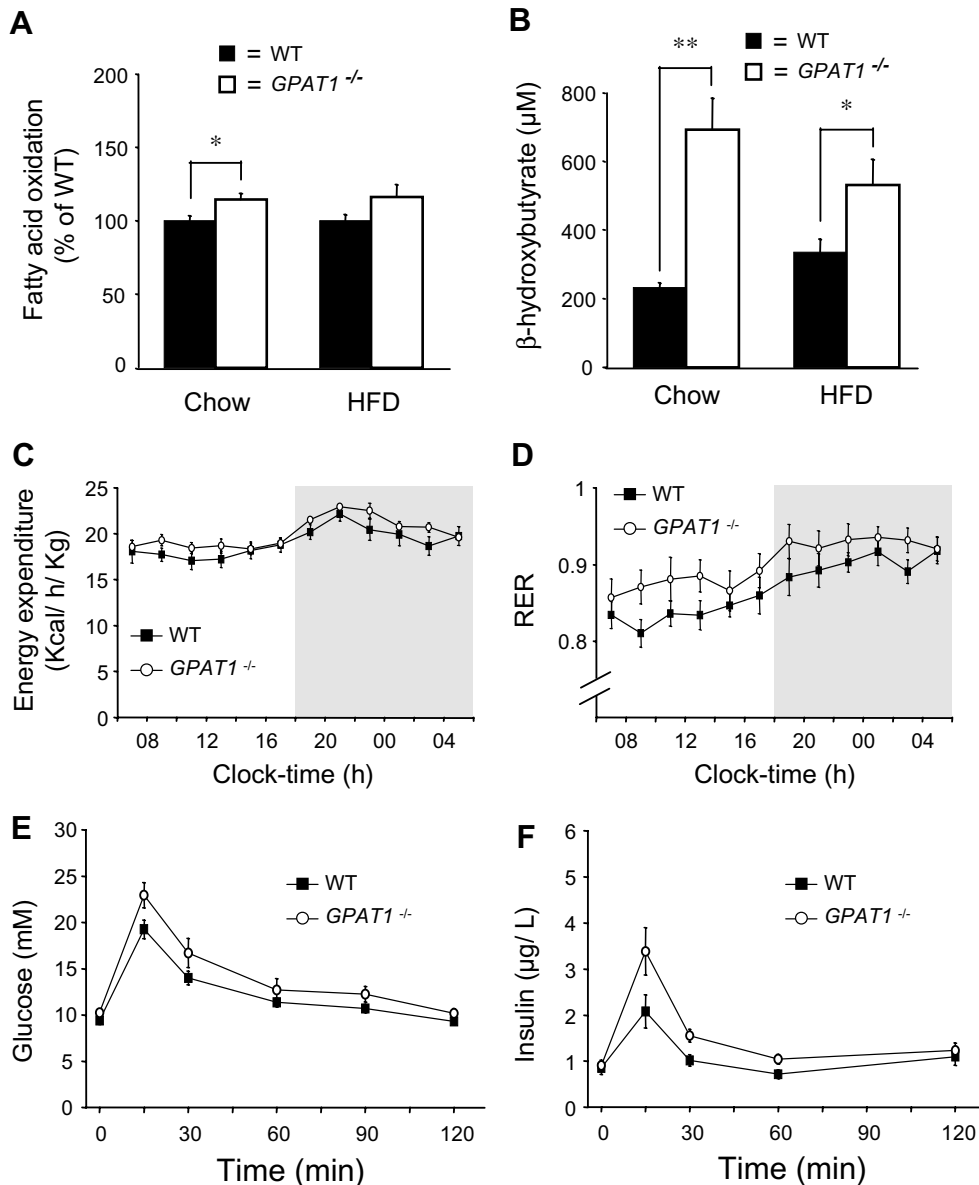 A
= WT
= GPAT1 -/-
Fatty acid oxidation
(% of WT)
200
150
100
50
0
*
Chow
HFD
B
= WT
= GPAT1 -/-
β-hydroxybutyrate (µM)
800
600
400
200
0
**
*
Chow
HFD
C
Energy expenditure
(Kcal/ h/ Kg)
25
20
15
10
5
0
WT
GPAT1 -/-
08 12 16 20 00 04
Clock-time (h)
D
RER
1
0.9
0.8
0
WT
GPAT1 -/-
08 12 16 20 00 04
Clock-time (h)
E
Glucose (mM)
30
25
20
15
10
5
0
WT
GPAT1 -/-
0 30 60 90 120
Time (min)
F
Insulin (µg/ L)
6
5
4
3
2
1
0
WT
GPAT1 -/-
0 30 60 90 120
Time (min)